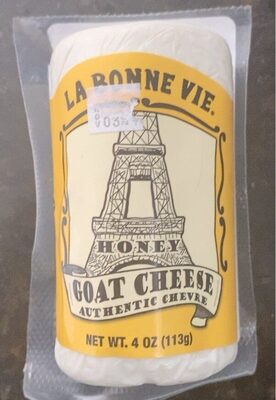 LA BONNE VIE.
HONEY
GOAT CHEESE
AUTHENTIC CHEVRE
NET WT. 4 OZ (113g)